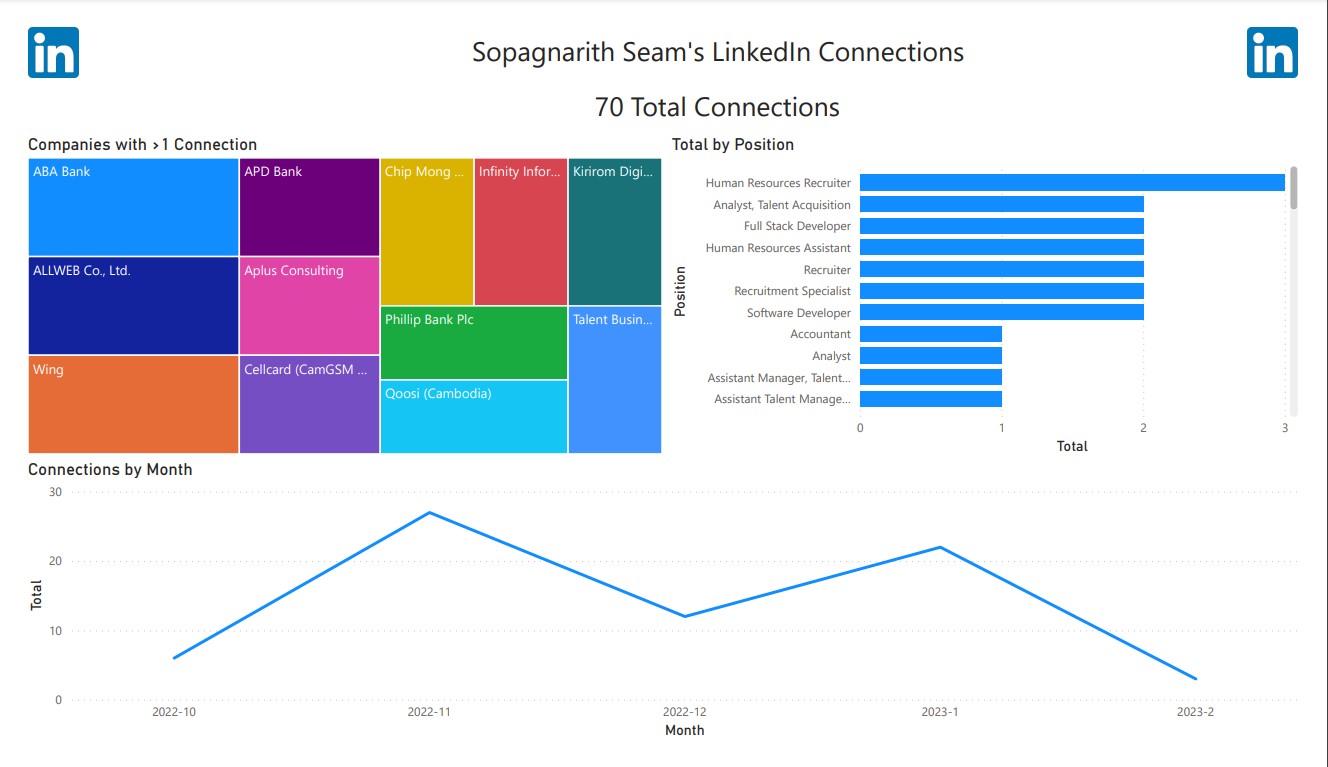 in
Sopagnarith Seam's LinkedIn Connections
in
70 Total Connections
Companies with >1 Connection
ABA Bank
APD Bank
Chip Mong ...
Infinity Infor...
Kirirom Digi...
ALLWEB Co., Ltd.
Aplus Consulting
Phillip Bank Plc
Talent Busin...
Wing
Cellcard (CamGSM ...
Qoosi (Cambodia)
Total by Position
Position
Human Resources Recruiter
Analyst, Talent Acquisition
Full Stack Developer
Human Resources Assistant
Recruiter
Recruitment Specialist
Software Developer
Accountant
Analyst
Assistant Manager, Talent...
Assistant Talent Manage...
0 1 2 3
Total
Connections by Month
Total
30
20
10
0
2022-10 2022-11 2022-12 2023-1 2023-2
Month